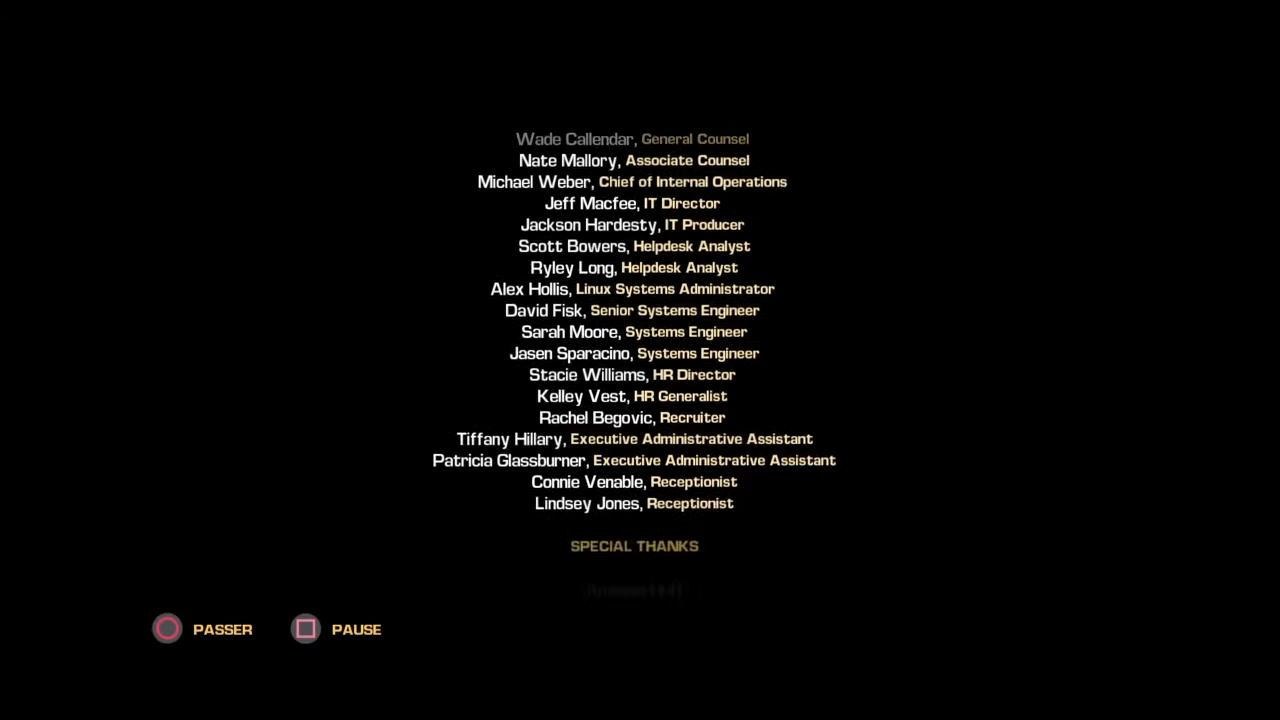 Wade Callendar, General Counsel
Nate Mallory, Associate Counsel
Michael Weber, Chief of Internal Operations
Jeff Macfee, IT Director
Jackson Hardesty, IT Producer
Scott Bowers, Helpdesk Analyst
Ryley Long, Helpdesk Analyst
Alex Hollis, Linux Systems Administrator
David Fisk, Senior Systems Engineer
Sarah Moore, Systems Engineer
Jasen Sparacino, Systems Engineer
Stacie Williams, HR Director
Kelley Vest, HR Generalist
Rachel Begovic, Recruiter
Tiffany Hillary, Executive Administrative Assistant
Patricia Glassburner, Executive Administrative Assistant
Connie Venable, Receptionist
Lindsey Jones, Receptionist
SPECIAL THANKS
PASSER PAUSE